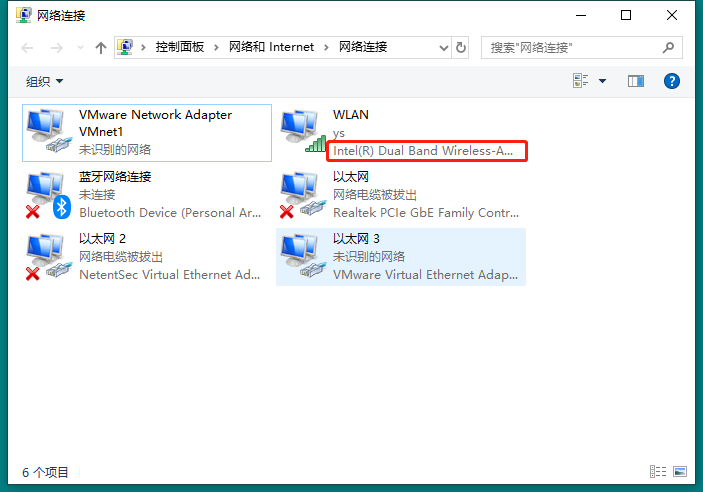 网络连接
控制面板 > 网络和 Internet > 网络连接
搜索"网络连接"
组织
VMware Network Adapter
VMnet1
未识别的网络
WLAN
ys
Intel(R) Dual Band Wireless-A...
蓝牙网络连接
未连接
Bluetooth Device (Personal Ar...
以太网
网络电缆被拔出
Realtek PCIe GbE Family Contr...
以太网 2
网络电缆被拔出
NetentSec Virtual Ethernet Ad...
以太网 3
未识别的网络
VMware Virtual Ethernet Adap...
6 个项目